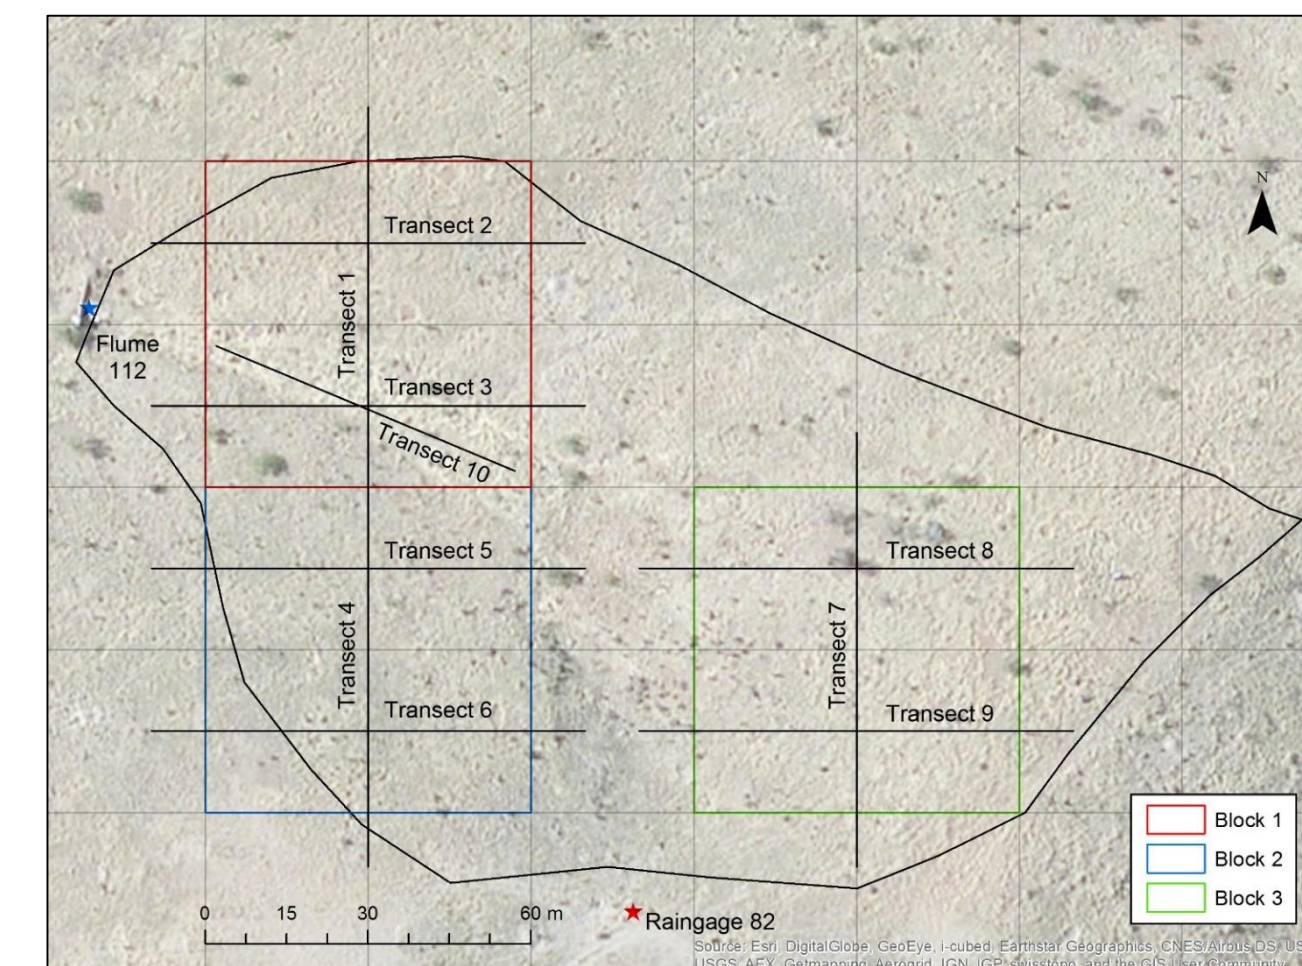 N
Transect 2
Transect 1
Flume
112
Transect 3
Transect 10
Transect 5
Transect 8
Transect 4
Transect 7
Transect 6
Transect 9
Block 1
Block 2
Block 3
0 15 30 60 m
Raingage 82
Source: Esri, DigitalGlobe, GeoEye, i-cubed, Earthstar Geographics, CNES/Airbus DS,
USGS, AEX, Getmapping, Aerogrid, IGN, IGP, swisstopo, and the GIS User Community